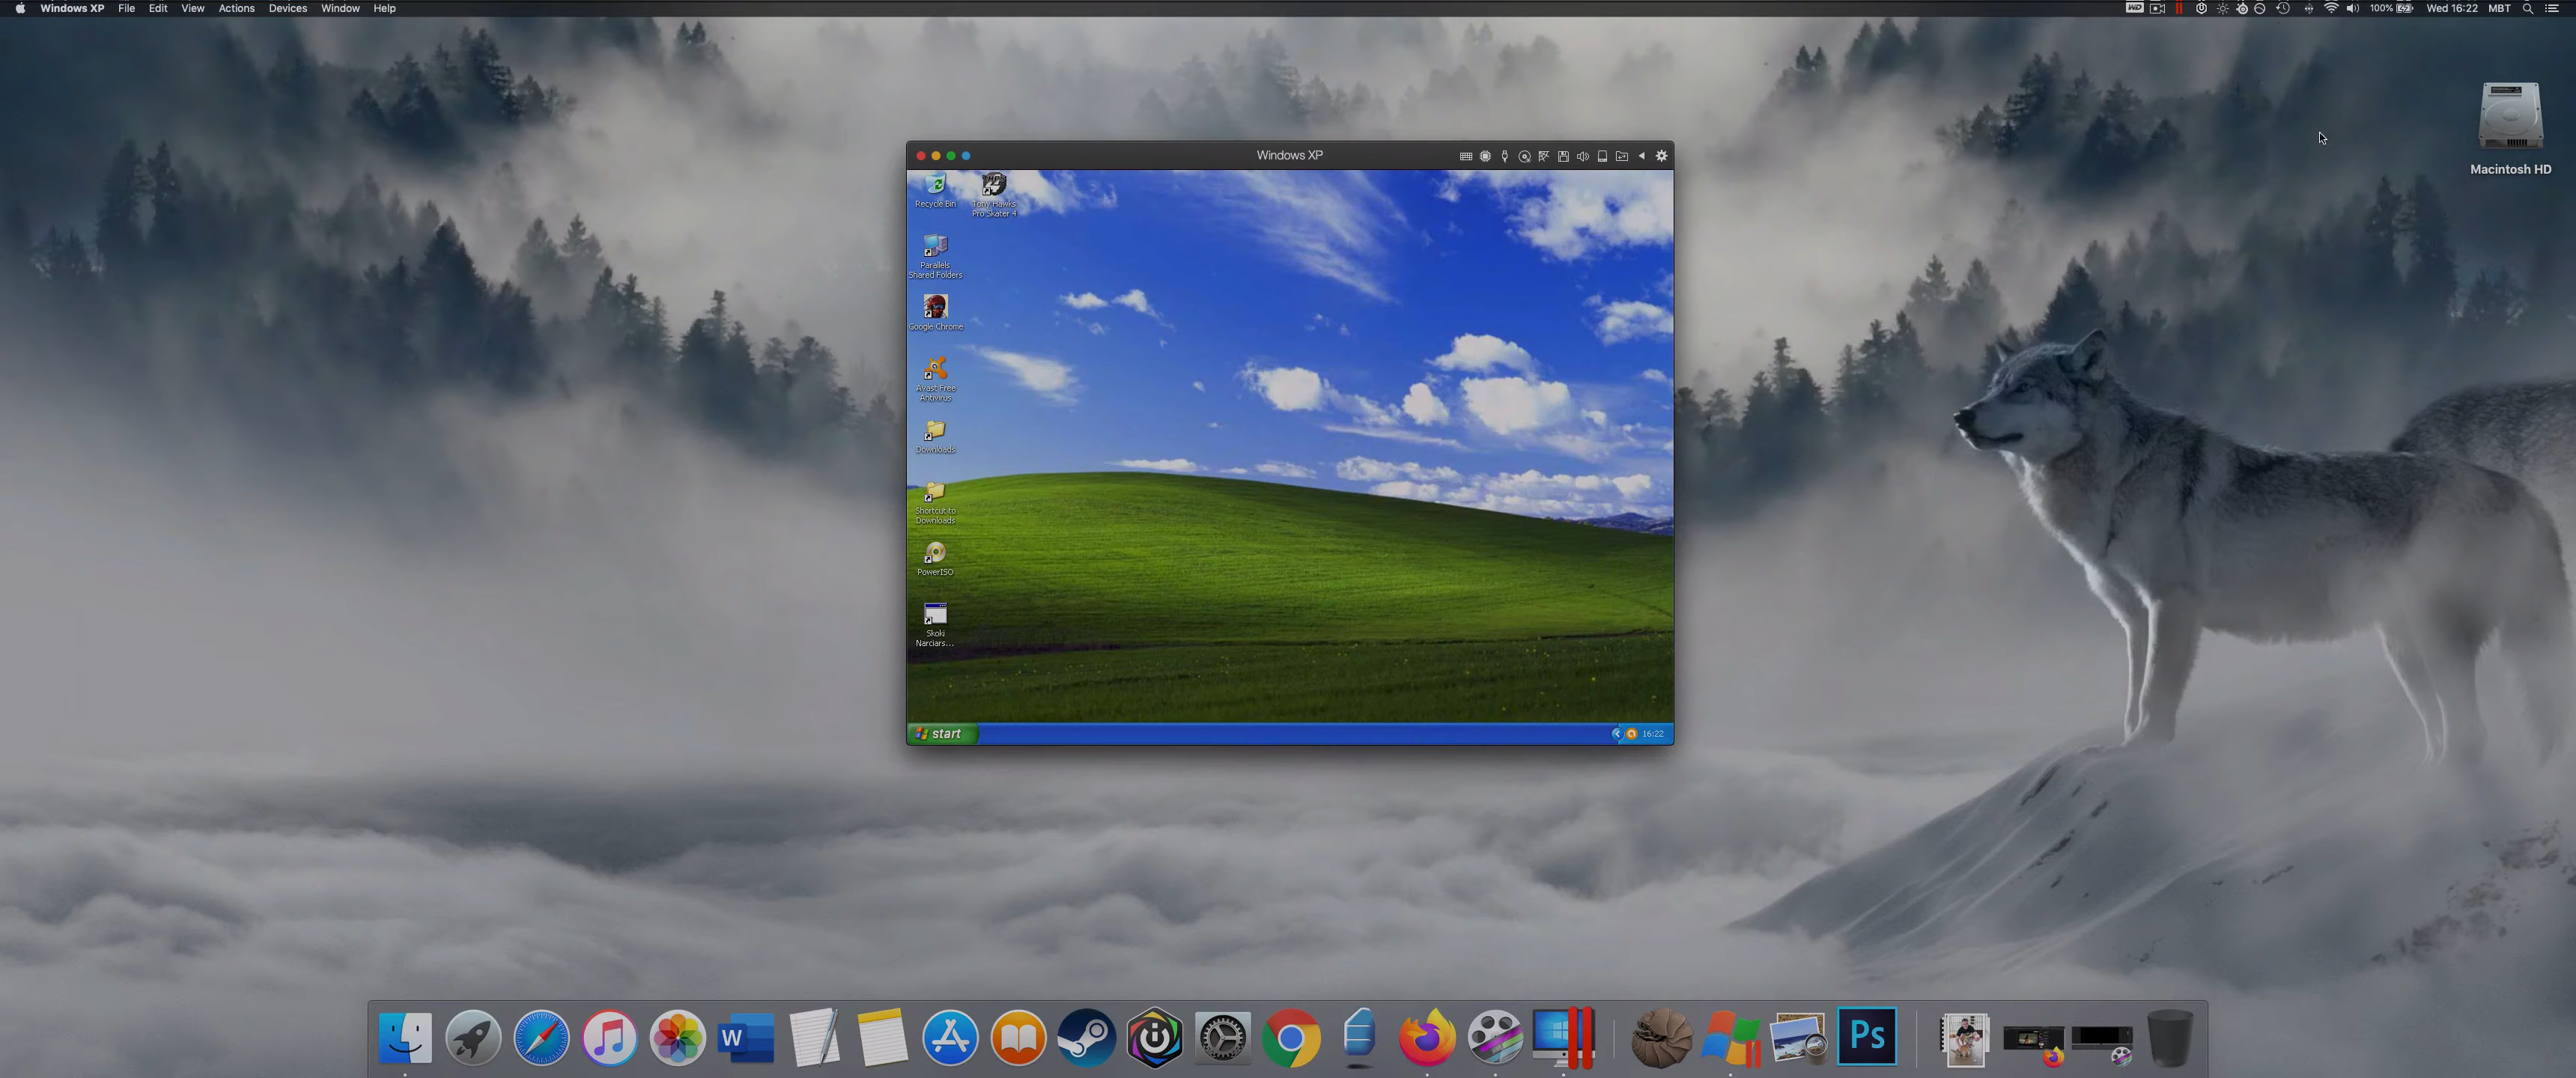 Windows XP File Edit View Actions Devices Window Help
100% Wed 16:22 MBT
Macintosh HD
Windows XP
Recycle Bin
Tony Hawks
Pro Skater 4
Parallels
Shared Folders
Google Chrome
Avast Free
Antivirus
Downloads
Shortcut to
Downloads
PowerISO
Skoki
Narciars...
start
16:22
W
Ps